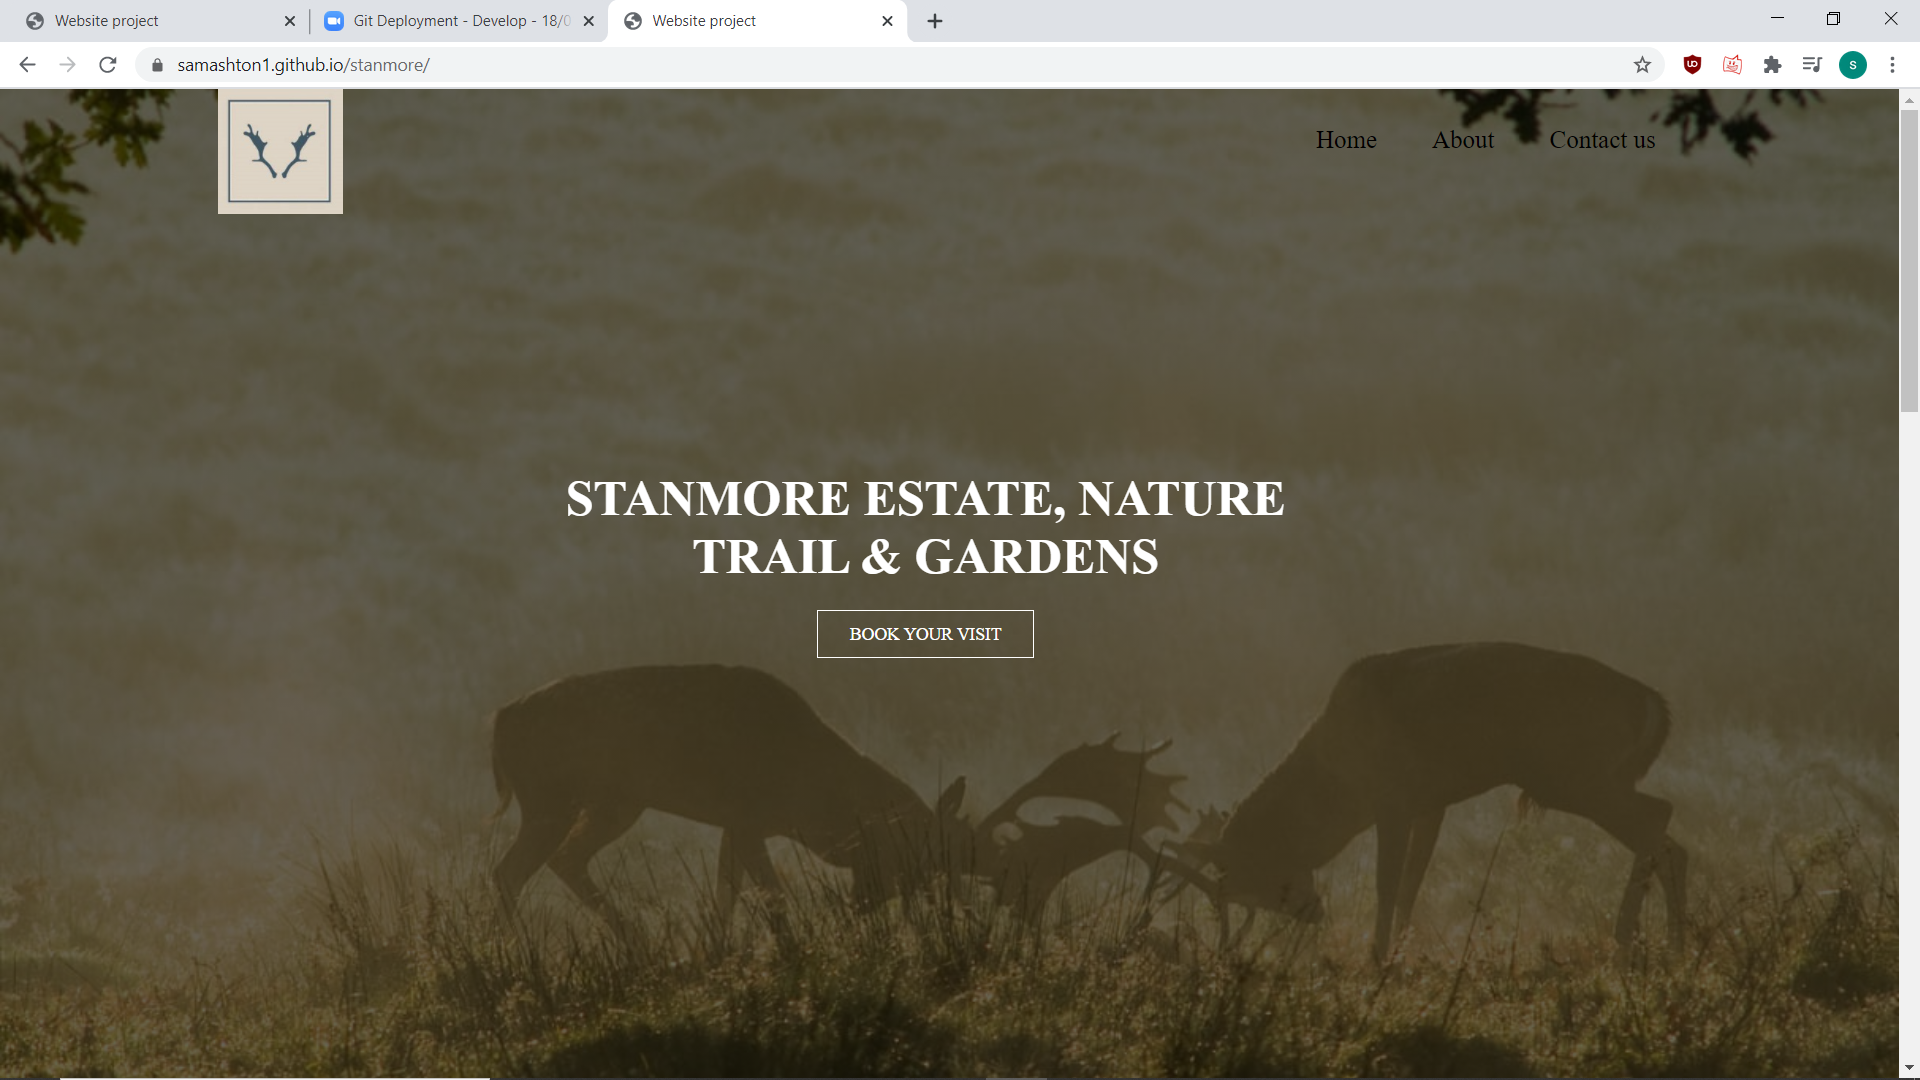 Website project
Git Deployment - Develop - 18/0
Website project
samashton1.github.io/stanmore/
S
Home
About
Contact us
STANMORE ESTATE, NATURE
TRAIL & GARDENS
BOOK YOUR VISIT